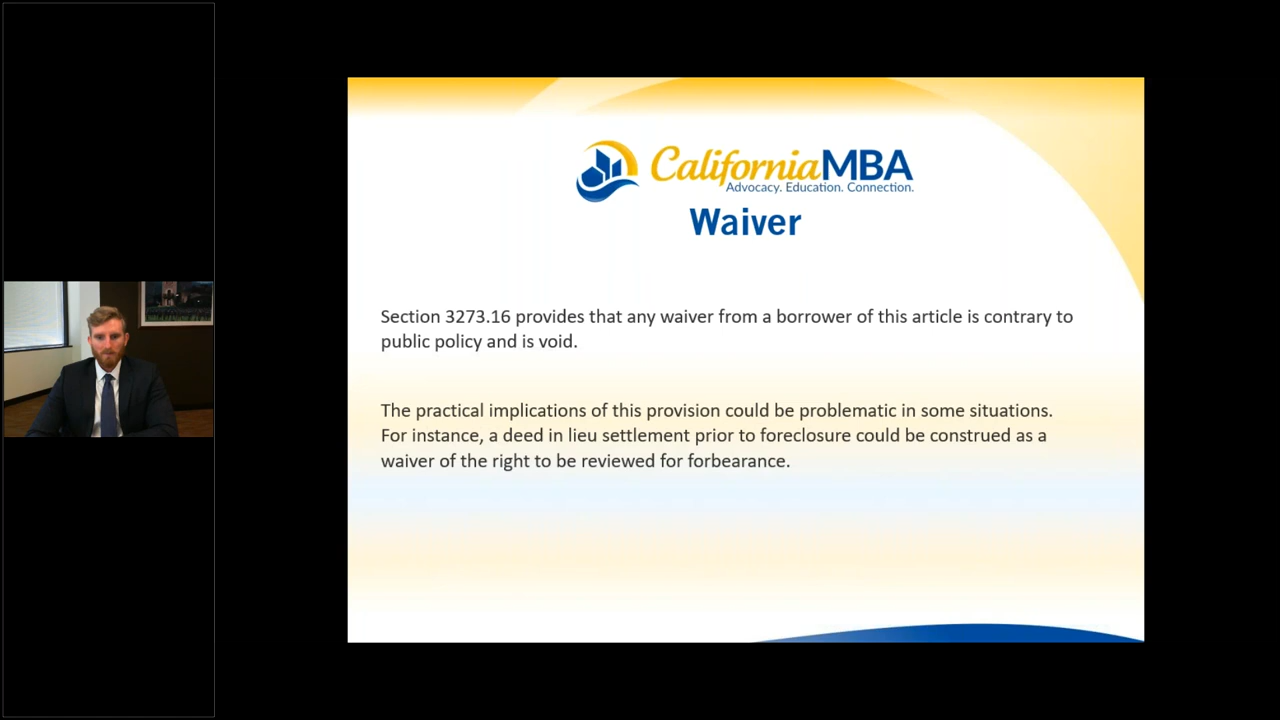 CaliforniaMBA
Advocacy. Education. Connection.
Waiver
Section 3273.16 provides that any waiver from a borrower of this article is contrary to
public policy and is void.
The practical implications of this provision could be problematic in some situations.
For instance, a deed in lieu settlement prior to foreclosure could be construed as a
waiver of the right to be reviewed for forbearance.